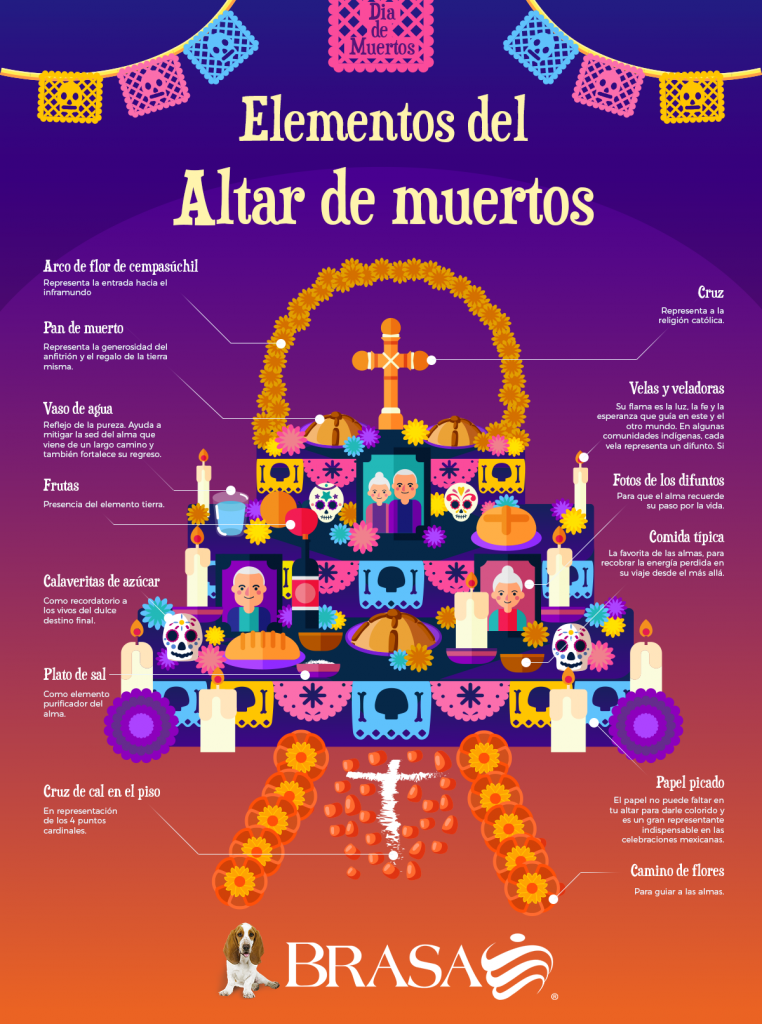 Dia
de
Muertos
Elementos del
Altar de muertos
Arco de flor de cempasúchil
Representa la entrada hacia el
inframundo
Pan de muerto
Representa la generosidad del
anfitrión y el regalo de la tierra
misma.
Vaso de agua
Reflejo de la pureza. Ayuda a
mitigar la sed del alma que
viene de un largo camino y
también fortalece su regreso.
Frutas
Presencia del elemento tierra.
Calaveritas de azúcar
Como recordatorio a
los vivos del dulce
destino final.
Plato de sal
Como elemento
purificador del
alma.
Cruz de cal en el piso
En representación
de los 4 puntos
cardinales.
Cruz
Representa a la
religión católica.
Velas y veladoras
Su flama es la luz, la fe y la
esperanza que guía en este y el
otro mundo. En algunas
comunidades indígenas, cada
vela representa un difunto. Si
Fotos de los difuntos
Para que el alma recuerde
su paso por la vida.
Comida típica
La favorita de las almas, para
recobrar la energía perdida en
su viaje desde el más allá.
Papel picado
El papel no puede faltar en
tu altar para darle colorido y
es un gran representante
indispensable en las
celebraciones mexicanas.
Camino de flores
Para guiar a las almas.
BRASA ®